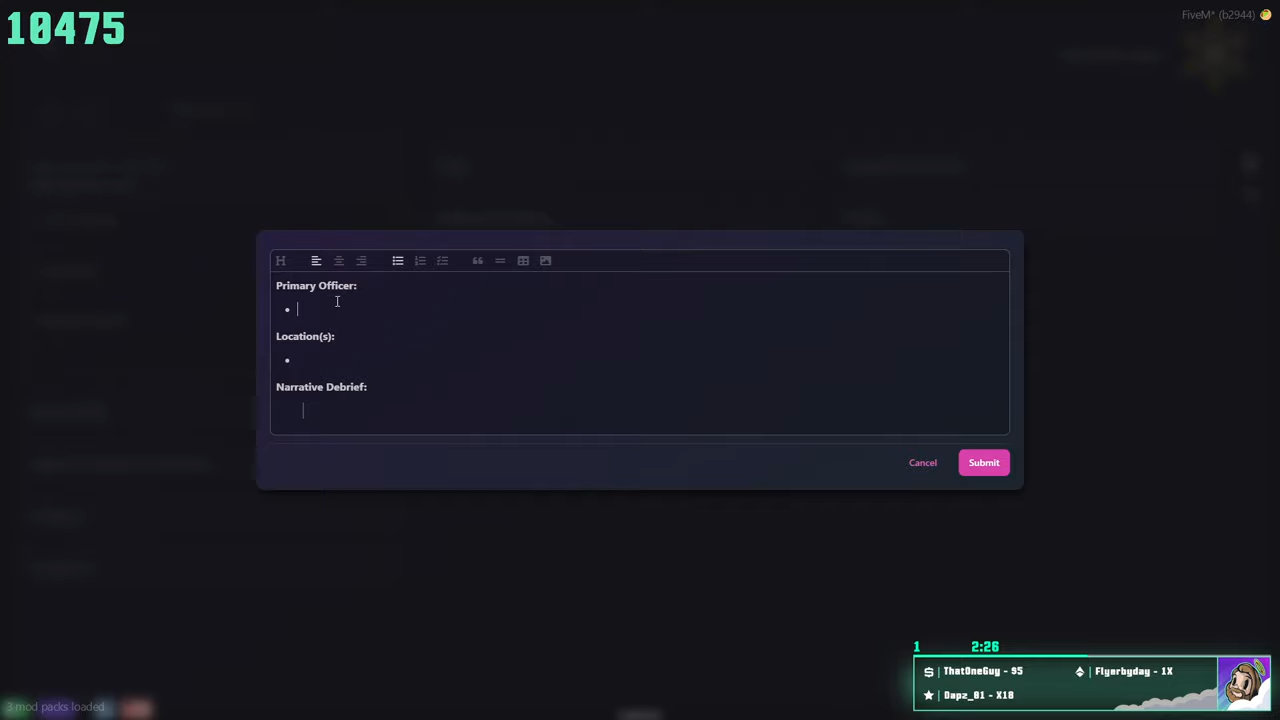 10475
FiveM* (b2944)
H
Primary Officer:
Location(s):
Narrative Debrief:
Cancel
Submit
1 2:26
ThatOneGuy - 95
Flyerbyday - 1X
Dapz_01 - X18
3 mod packs loaded